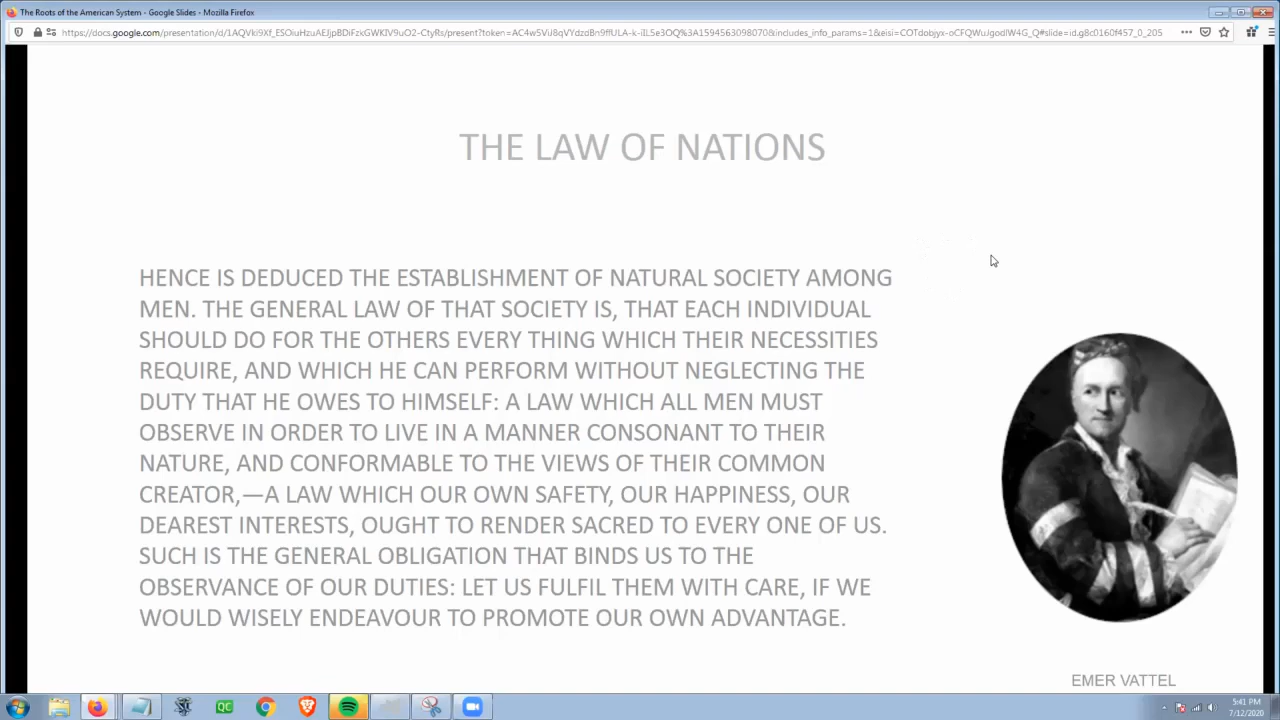 The Roots of the American System - Google Slides - Mozilla Firefox
THE LAW OF NATIONS
HENCE IS DEDUCED THE ESTABLISHMENT OF NATURAL SOCIETY AMONG
MEN. THE GENERAL LAW OF THAT SOCIETY IS, THAT EACH INDIVIDUAL
SHOULD DO FOR THE OTHERS EVERY THING WHICH THEIR NECESSITIES
REQUIRE, AND WHICH HE CAN PERFORM WITHOUT NEGLECTING THE
DUTY THAT HE OWES TO HIMSELF: A LAW WHICH ALL MEN MUST
OBSERVE IN ORDER TO LIVE IN A MANNER CONSONANT TO THEIR
NATURE, AND CONFORMABLE TO THE VIEWS OF THEIR COMMON
CREATOR,—A LAW WHICH OUR OWN SAFETY, OUR HAPPINESS, OUR
DEAREST INTERESTS, OUGHT TO RENDER SACRED TO EVERY ONE OF US.
SUCH IS THE GENERAL OBLIGATION THAT BINDS US TO THE
OBSERVANCE OF OUR DUTIES: LET US FULFIL THEM WITH CARE, IF WE
WOULD WISELY ENDEAVOUR TO PROMOTE OUR OWN ADVANTAGE.
EMER VATTEL
QC
5:41 PM
7/12/2020